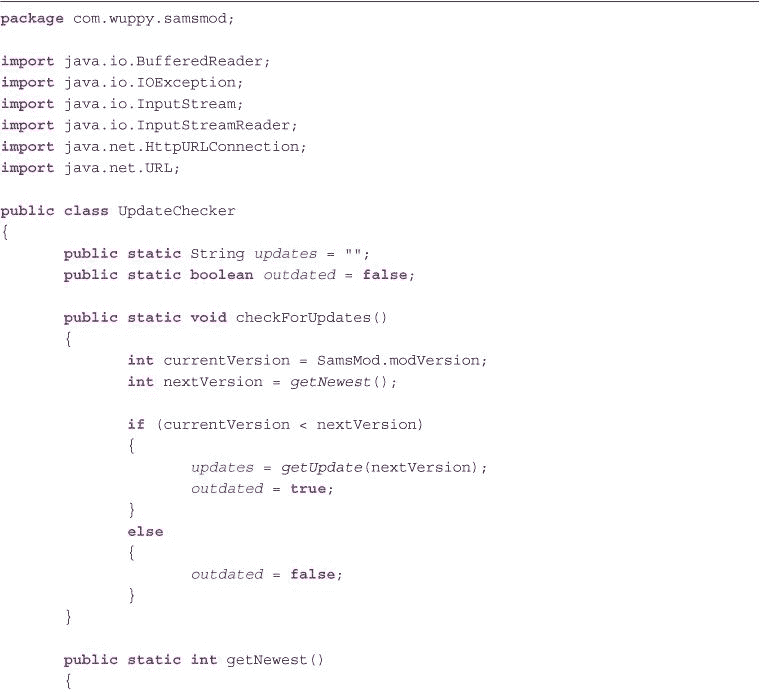 package com.wuppy.samsmod;

import java.io.BufferedReader;
import java.io.IOException;
import java.io.InputStream;
import java.io.InputStreamReader;
import java.net.HttpURLConnection;
import java.net.URL;

public class UpdateChecker
{
       public static String updates = "";
       public static boolean outdated = false;

       public static void checkForUpdates()
       {
              int currentVersion = SamsMod.modVersion;
              int nextVersion = getNewest();

              if (currentVersion < nextVersion)
              {
                     updates = getUpdate(nextVersion);
                     outdated = true;
              }
              else
              {
                     outdated = false;
              }
       }

       public static int getNewest()
       {